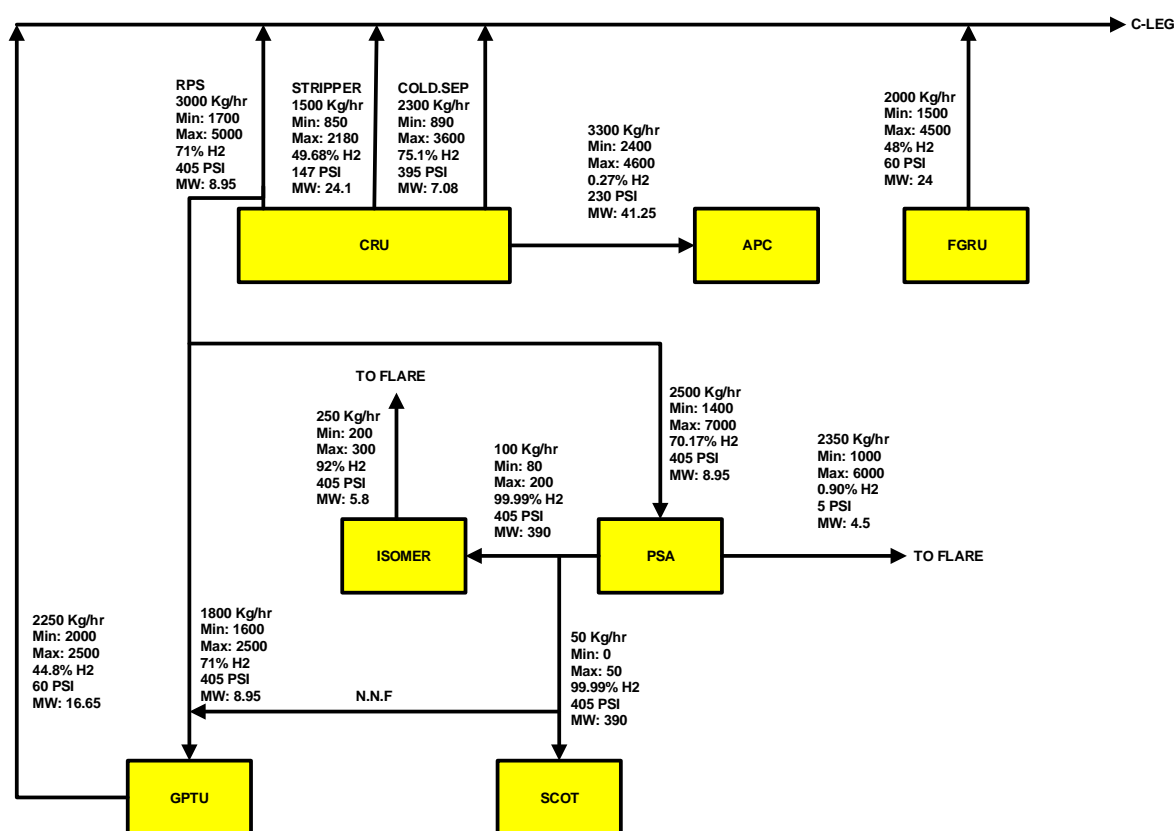 C-LEG
RPS
3000 Kg/hr
Min: 1700
Max: 5000
71% H2
405 PSI
MW: 8.95
STRIPPER
1500 Kg/hr
Min: 850
Max: 2180
49.68% H2
147 PSI
MW: 24.1
COLD.SEP
2300 Kg/hr
Min: 890
Max: 3600
75.1% H2
395 PSI
MW: 7.08
3300 Kg/hr
Min: 2400
Max: 4600
0.27% H2
230 PSI
MW: 41.25
2000 Kg/hr
Min: 1500
Max: 4500
48% H2
60 PSI
MW: 24
CRU
APC
FGRU
TO FLARE
250 Kg/hr
Min: 200
Max: 300
92% H2
405 PSI
MW: 5.8
100 Kg/hr
Min: 80
Max: 200
99.99% H2
405 PSI
MW: 390
2500 Kg/hr
Min: 1400
Max: 7000
70.17% H2
405 PSI
MW: 8.95
2350 Kg/hr
Min: 1000
Max: 6000
0.90% H2
5 PSI
MW: 4.5
ISOMER
PSA
TO FLARE
2250 Kg/hr
Min: 2000
Max: 2500
44.8% H2
60 PSI
MW: 16.65
1800 Kg/hr
Min: 1600
Max: 2500
71% H2
405 PSI
MW: 8.95
N.N.F
50 Kg/hr
Min: 0
Max: 50
99.99% H2
405 PSI
MW: 390
GPTU
SCOT